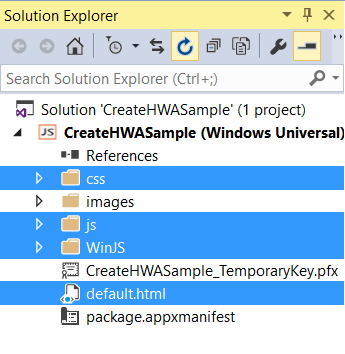 Solution Explorer
Search Solution Explorer (Ctrl+;)
Solution 'CreateHWASample' (1 project)
JS CreateHWASample (Windows Universal)
References
css
images
js
WinJS
CreateHWASample_TemporaryKey.pfx
default.html
package.appxmanifest